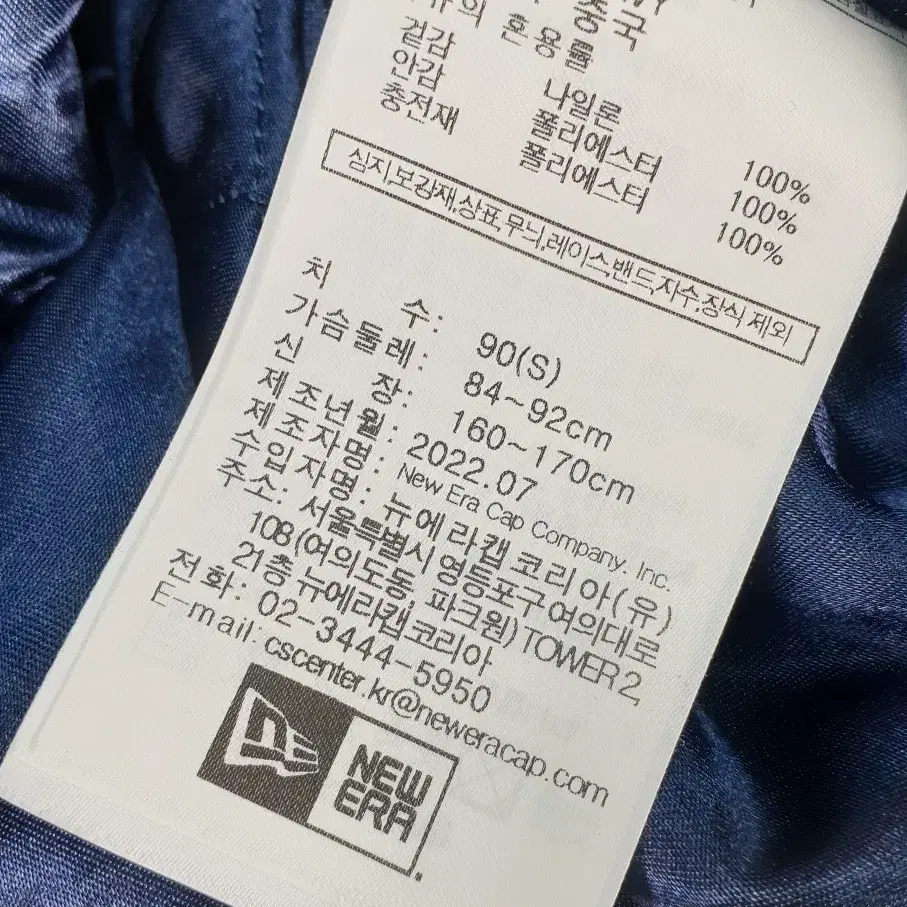 중국
의 혼용률
겉감 나일론 100%
안감 폴리에스터 100%
충전재 폴리에스터 100%
심지,보강재,상표,무늬,레이스,밴드,자수,장식 제외
치 수: 90(S)
가슴둘레: 84~92cm
신 장: 160~170cm
제조년월: 2022.07
제조자명: New Era Cap Company. Inc.
수입자명: 뉴에라캡코리아(유)
주소: 서울특별시 영등포구 여의대로
108(여의도동, 파크원) TOWER 2,
21층 뉴에라캡코리아
전화: 02-3444-5950
E-mail: cscenter.kr@neweracap.com
NEW
ERA